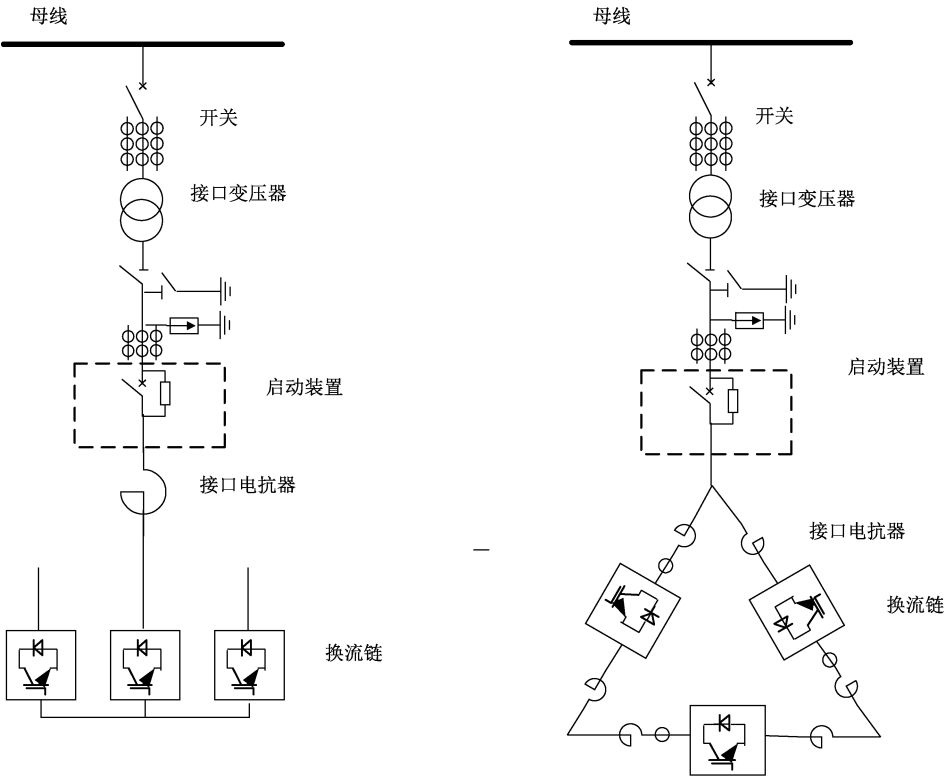 母线
母线
开关
开关
接口变压器
接口变压器
启动装置
启动装置
接口电抗器
接口电抗器
换流链
换流链